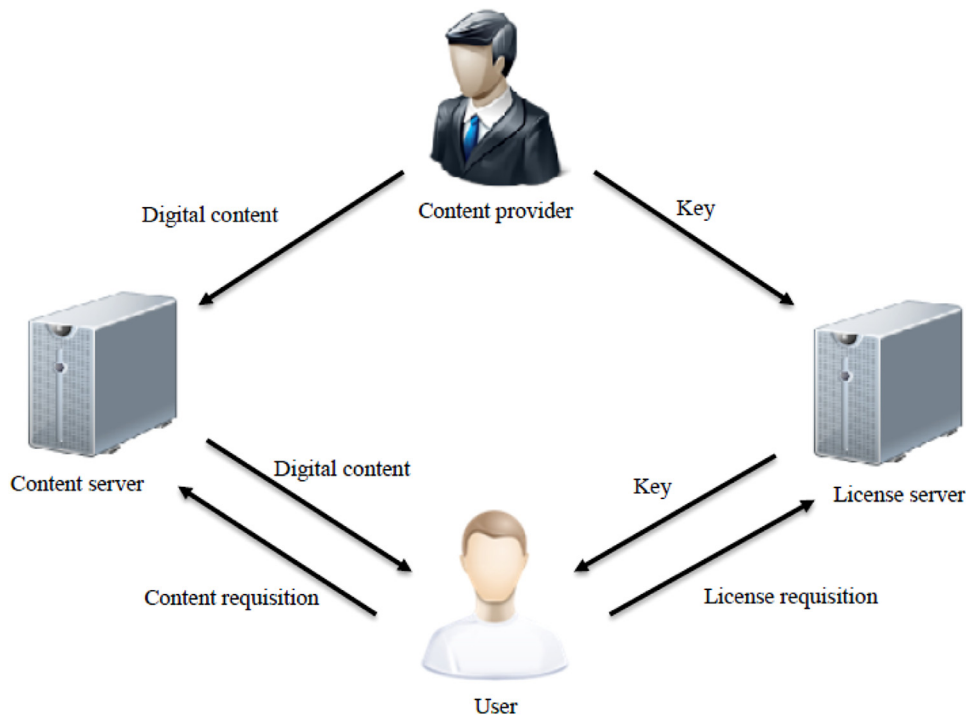 Digital content
Content provider
Key
Content server
Digital content
Key
License server
Content requisition
License requisition
User